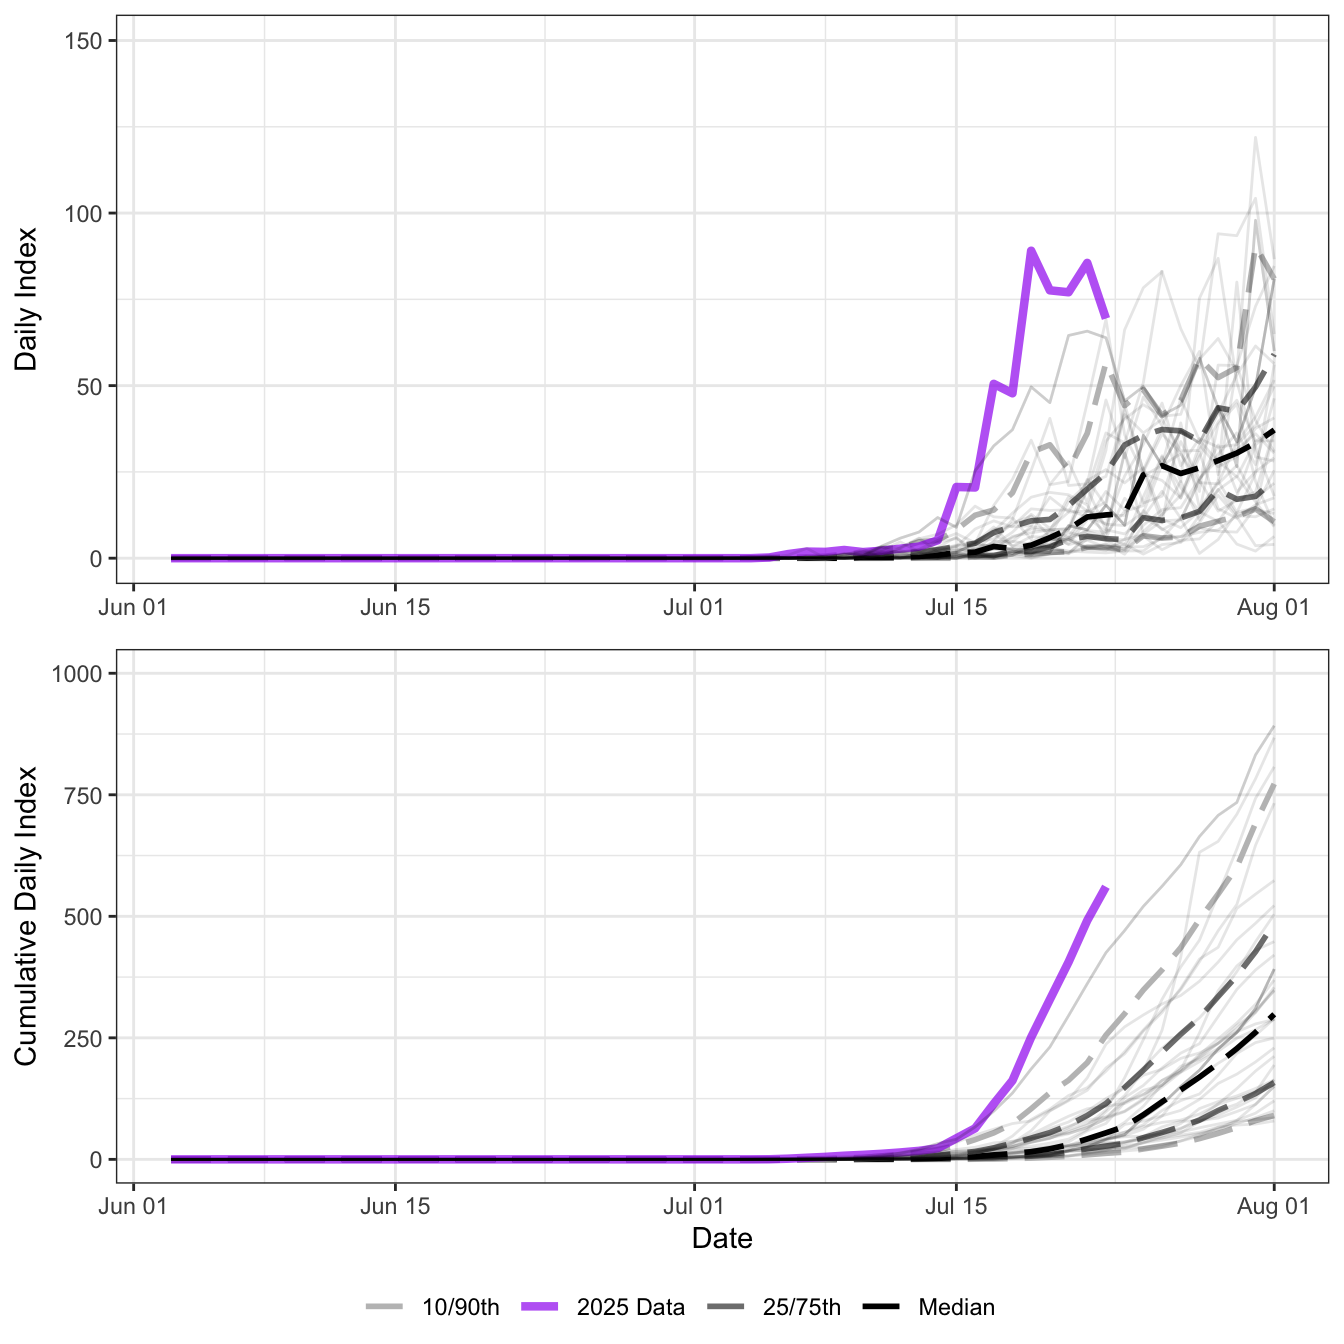 Daily Index
150
100
50
0
Jun 01 Jun 15 Jul 01 Jul 15 Aug 01
Cumulative Daily Index
1000
750
500
250
0
Jun 01 Jun 15 Jul 01 Jul 15 Aug 01
Date
10/90th 2025 Data 25/75th Median